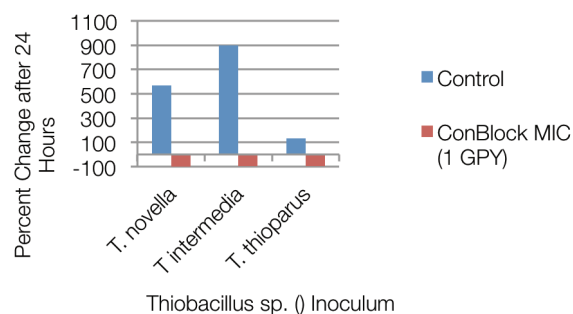 Percent Change after 24
Hours
1100
900
700
500
300
100
-100
T. novella
T intermedia
T. thioparus
Thiobacillus sp. () Inoculum
Control
ConBlock MIC
(1 GPY)